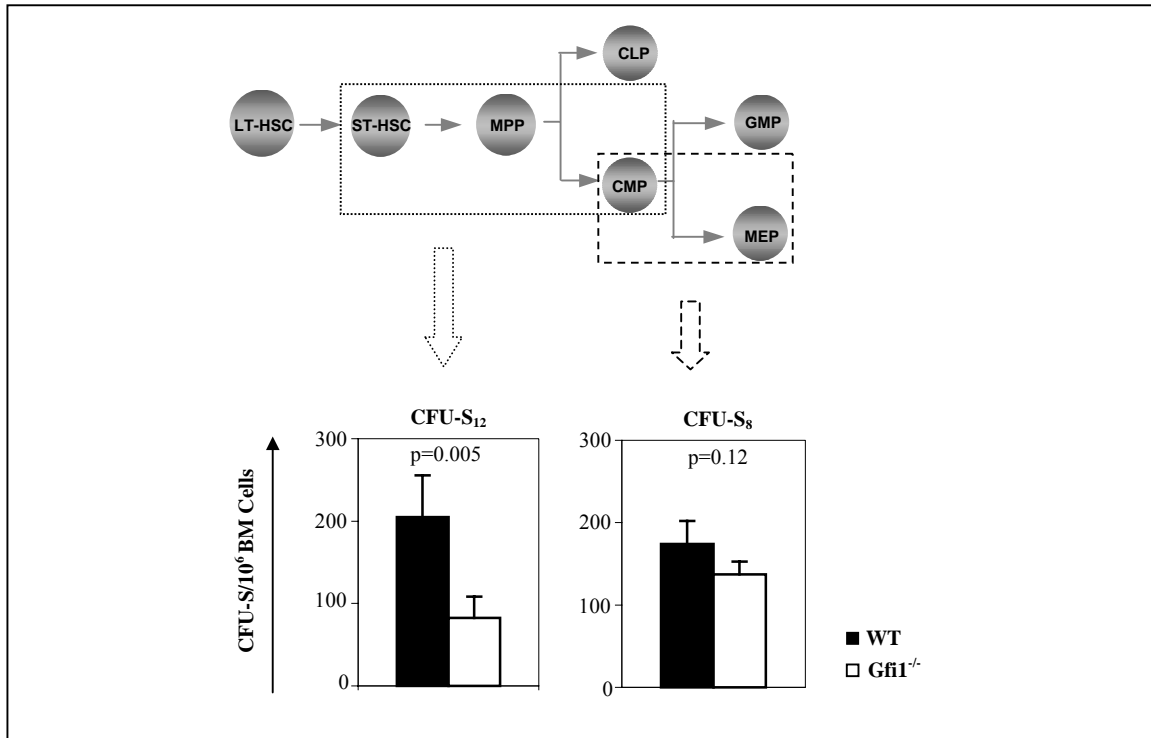 CLP
LT-HSC
ST-HSC
MPP
GMP
CMP
MEP
CFU-S₁₂
CFU-S₈
300
p=0.005
200
100
0
300
p=0.12
200
100
0
CFU-S/10⁶ BM Cells
WT
Gfi1⁻/⁻